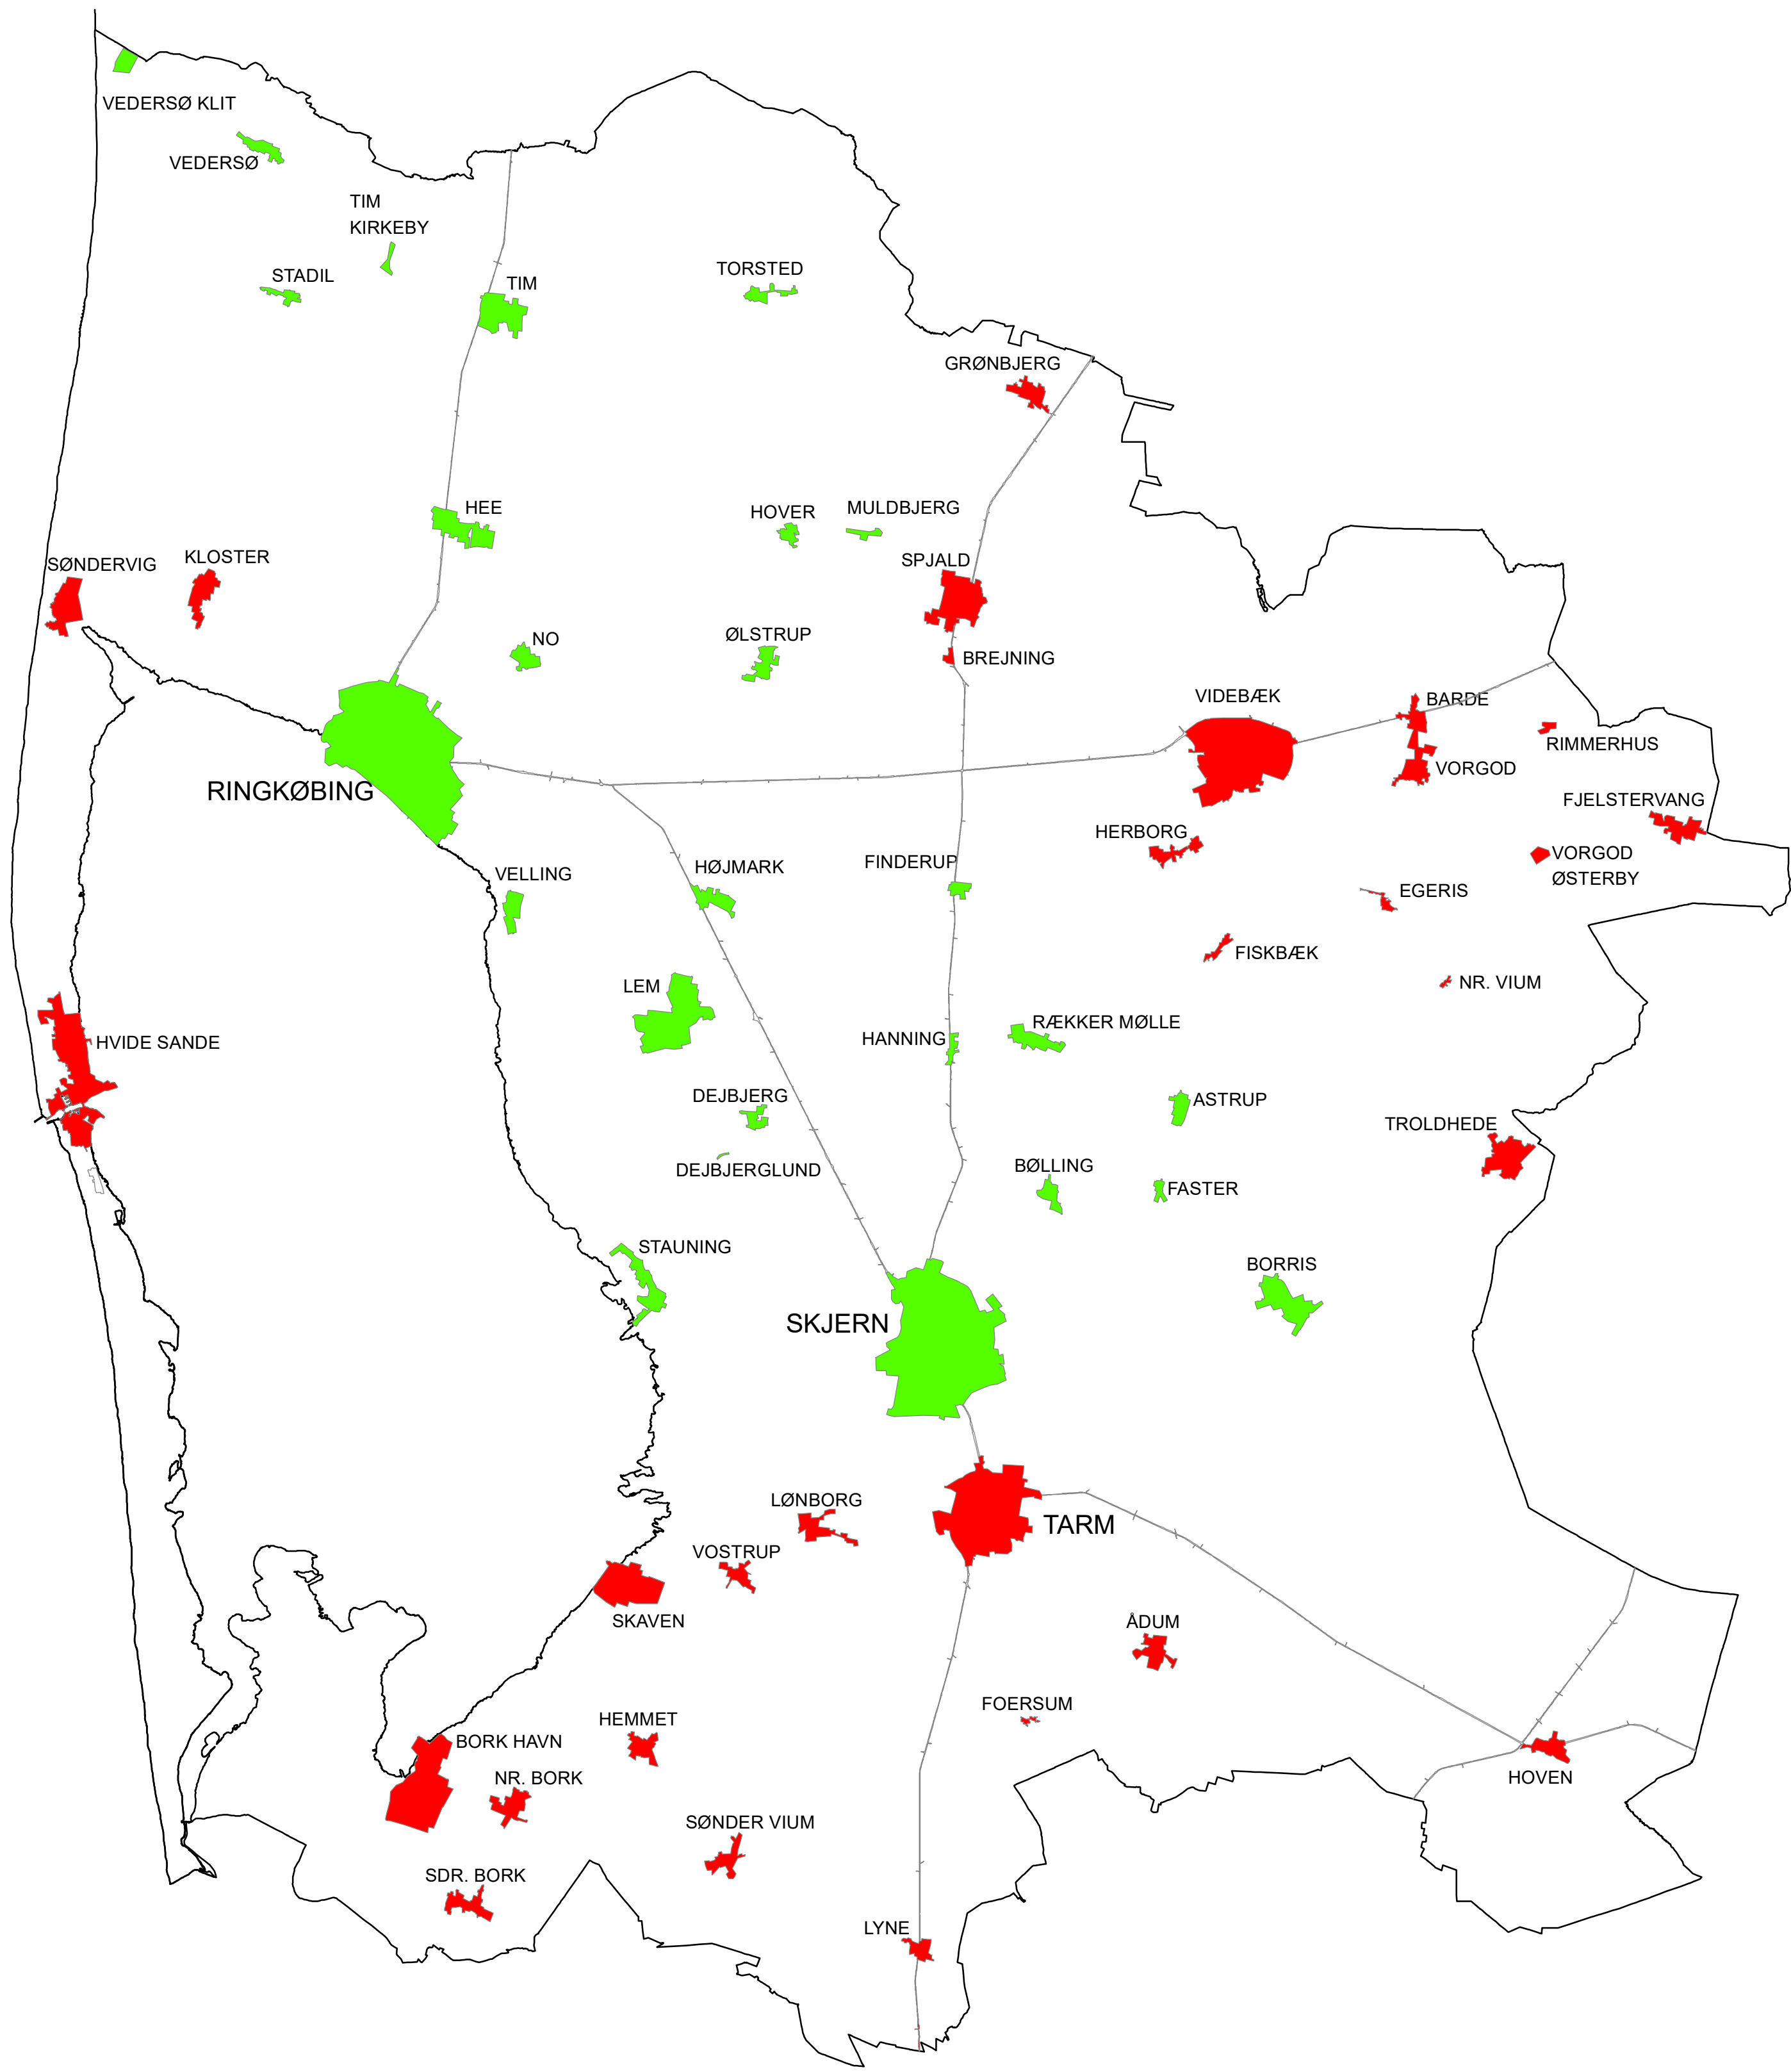 VEDERSØ KLIT
VEDERSØ
TIM
KIRKEBY
STADIL
TIM
TORSTED
GRØNBJERG
HEE
HOVER
MULDBJERG
SØNDERVIG
KLOSTER
SPJALD
NO
ØLSTRUP
BREJNING
VIDEBÆK
BARDE
RIMMERHUS
VORGOD
RINGKØBING
FJELSTERVANG
HERBORG
VORGOD
ØSTERBY
FINDERUP
HØJMARK
VELLING
EGERIS
FISKBÆK
NR. VIUM
LEM
RÆKKER MØLLE
HANNING
HVIDE SANDE
DEJBJERG
ASTRUP
TROLDHEDE
DEJBJERGLUND
BØLLING
FASTER
STAUNING
BORRIS
SKJERN
LØNBORG
TARM
VOSTRUP
SKAVEN
ÅDUM
FOERSUM
HEMMET
BORK HAVN
NR. BORK
HOVEN
SØNDER VIUM
SDR. BORK
LYNE